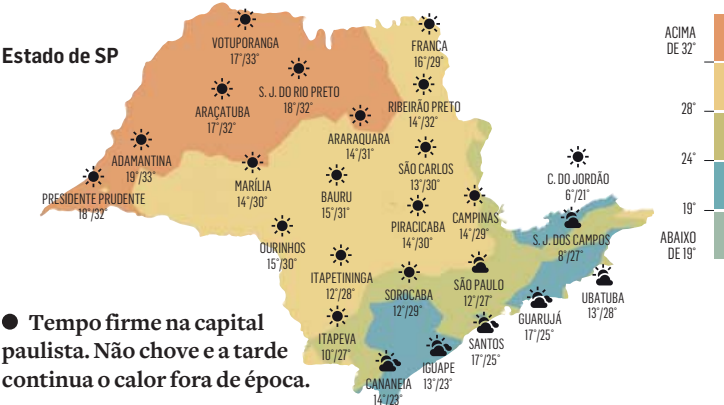 Estado de SP
VOTUPORANGA
17°/33°
FRANCA
16°/29°
S. J. DO RIO PRETO
18°/32°
ARAÇATUBA
17°/32°
RIBEIRÃO PRETO
14°/32°
ARARAQUARA
14°/31°
ADAMANTINA
19°/33°
PRESIDENTE PRUDENTE
18°/32°
MARÍLIA
14°/30°
BAURU
15°/31°
SÃO CARLOS
13°/30°
C. DO JORDÃO
6°/21°
PIRACICABA
14°/30°
CAMPINAS
14°/29°
OURINHOS
15°/30°
S. J. DOS CAMPOS
8°/27°
ITAPETININGA
12°/28°
SOROCABA
12°/29°
SÃO PAULO
12°/27°
UBATUBA
13°/28°
GUARUJÁ
17°/25°
ITAPEVA
10°/27°
SANTOS
17°/25°
IGUAPE
13°/23°
CANANEIA
14°/23°
ACIMA
DE 32°
28°
24°
19°
ABAIXO
DE 19°
● Tempo firme na capital
paulista. Não chove e a tarde
continua o calor fora de época.